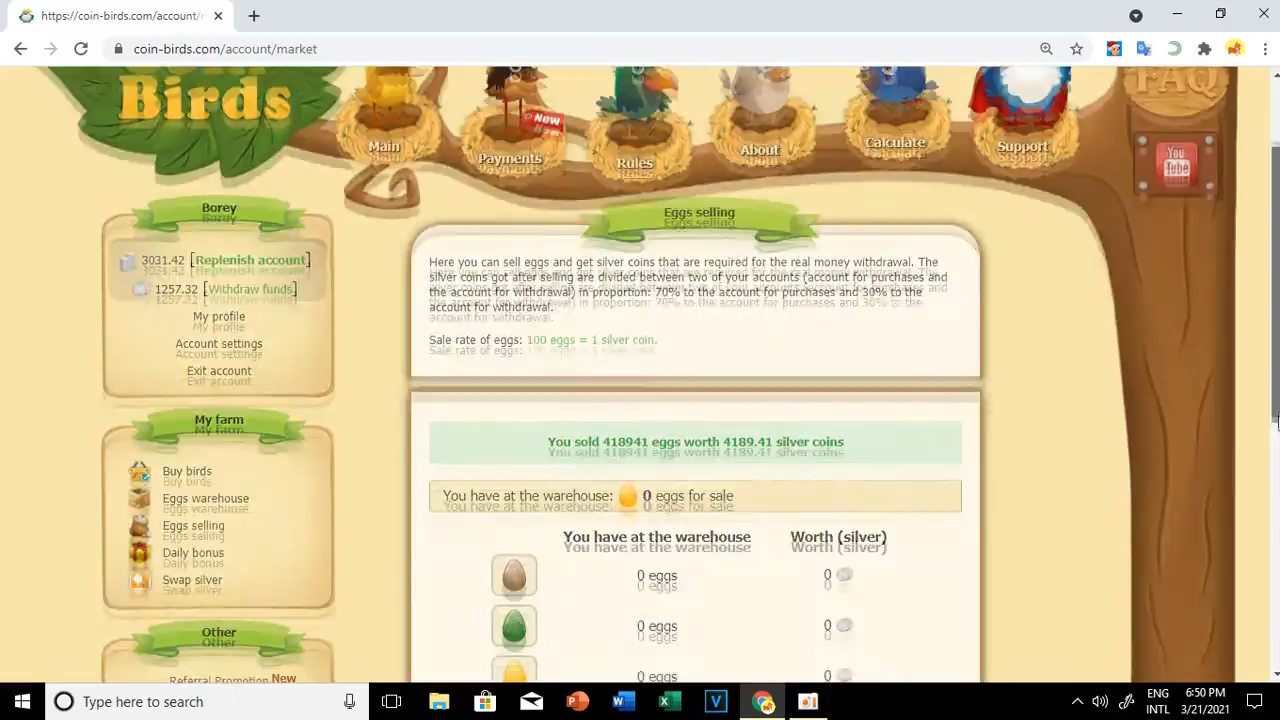 https://coin-birds.com/account/m
coin-birds.com/account/market
Birds
Main
Payments
New
Rules
About
Calculate
Support
FAQ
You
Tube
Borey
3031.42 [Replenish account]
1257.32 [Withdraw funds]
My profile
Account settings
Exit account
My farm
Buy birds
Eggs warehouse
Eggs selling
Daily bonus
Swap silver
Other
Referral Promotion New
Eggs selling
Here you can sell eggs and get silver coins that are required for the real money withdrawal. The
silver coins got after selling are divided between two of your accounts (account for purchases and
the account for withdrawal) in proportion: 70% to the account for purchases and 30% to the
account for withdrawal.
Sale rate of eggs: 100 eggs = 1 silver coin.
You sold 418941 eggs worth 4189.41 silver coins
You have at the warehouse: 0 eggs for sale
You have at the warehouse Worth (silver)
0 eggs 0
0 eggs 0
0 eggs 0
Type here to search
ENG
INTL
6:50 PM
3/21/2021